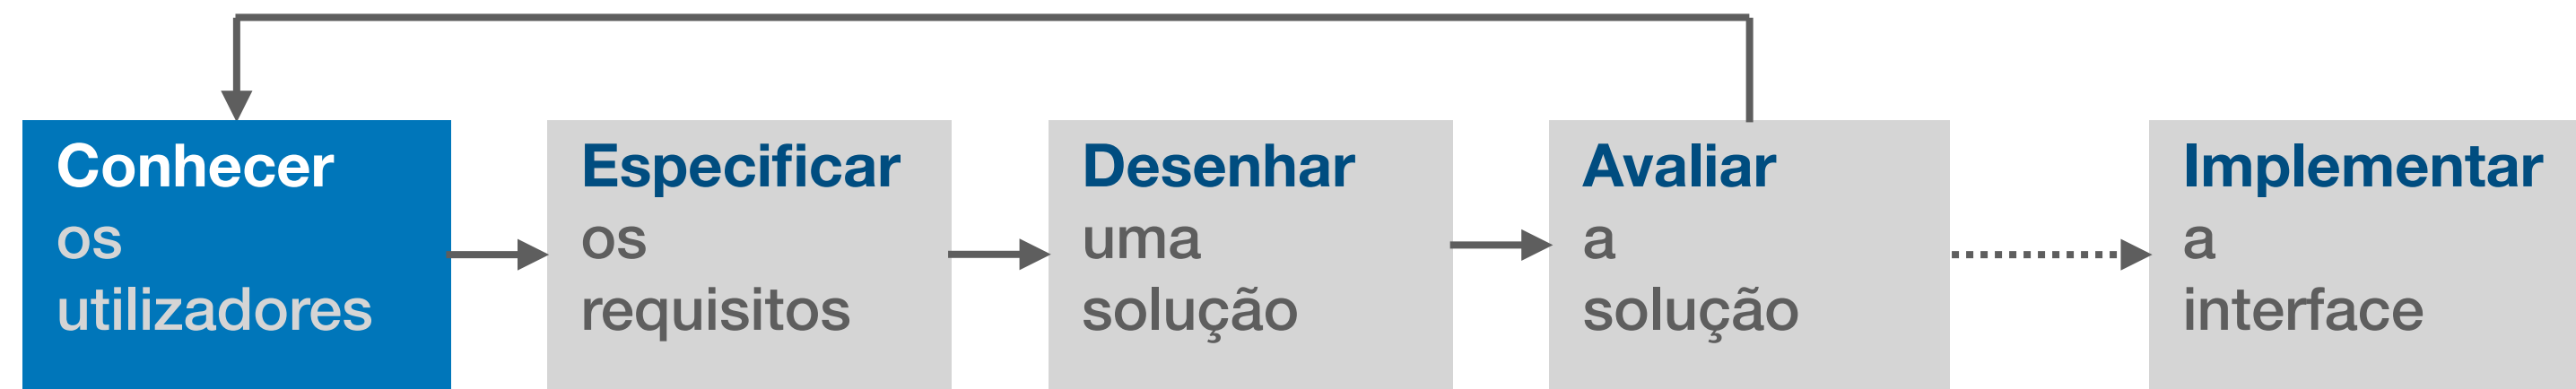 Conhecer
os
utilizadores
Especificar
os
requisitos
Desenhar
uma
solução
Avaliar
a
solução
Implementar
a
interface